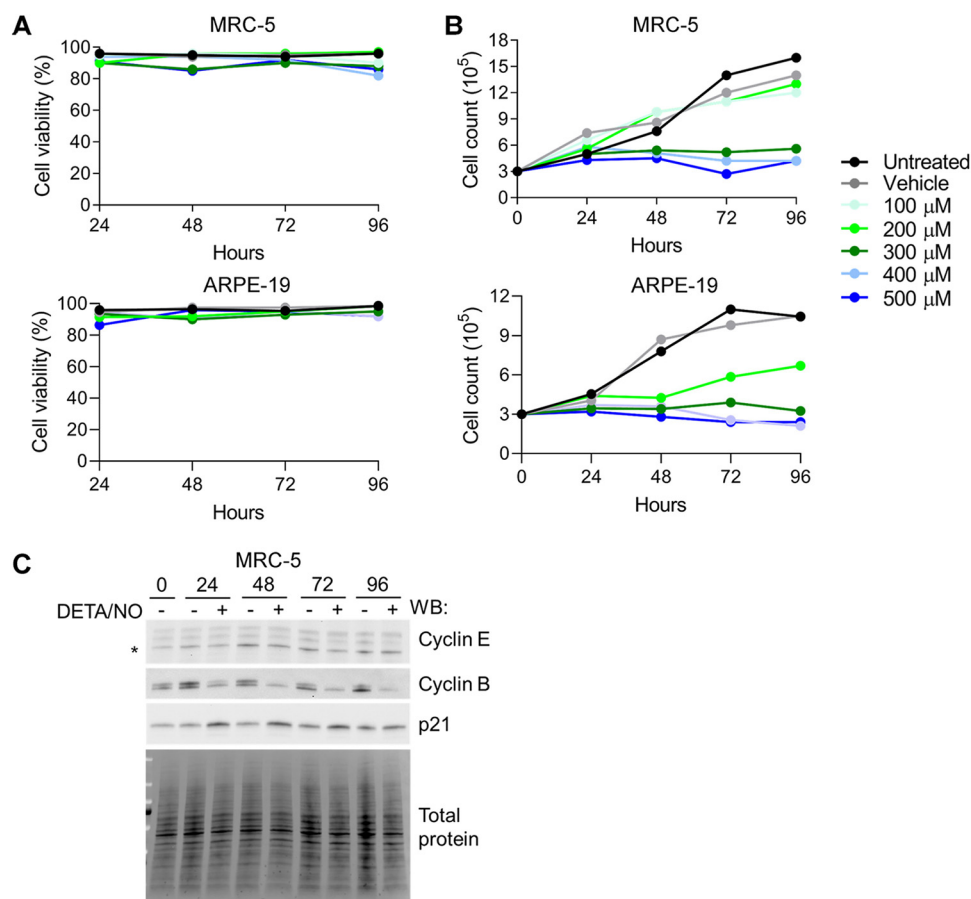 A
MRC-5
Cell viability (%)
100
80
60
40
20
0
24 48 72 96
Hours
ARPE-19
Cell viability (%)
100
80
60
40
20
0
24 48 72 96
Hours
B
MRC-5
Cell count (10⁵)
18
15
12
9
6
3
0
0 24 48 72 96
Hours
ARPE-19
Cell count (10⁵)
12
9
6
3
0
0 24 48 72 96
Hours
Untreated
Vehicle
100 μM
200 μM
300 μM
400 μM
500 μM
C
MRC-5
0 24 48 72 96
DETA/NO - - + - + - + - + WB:
Cyclin E
*
Cyclin B
p21
Total
protein